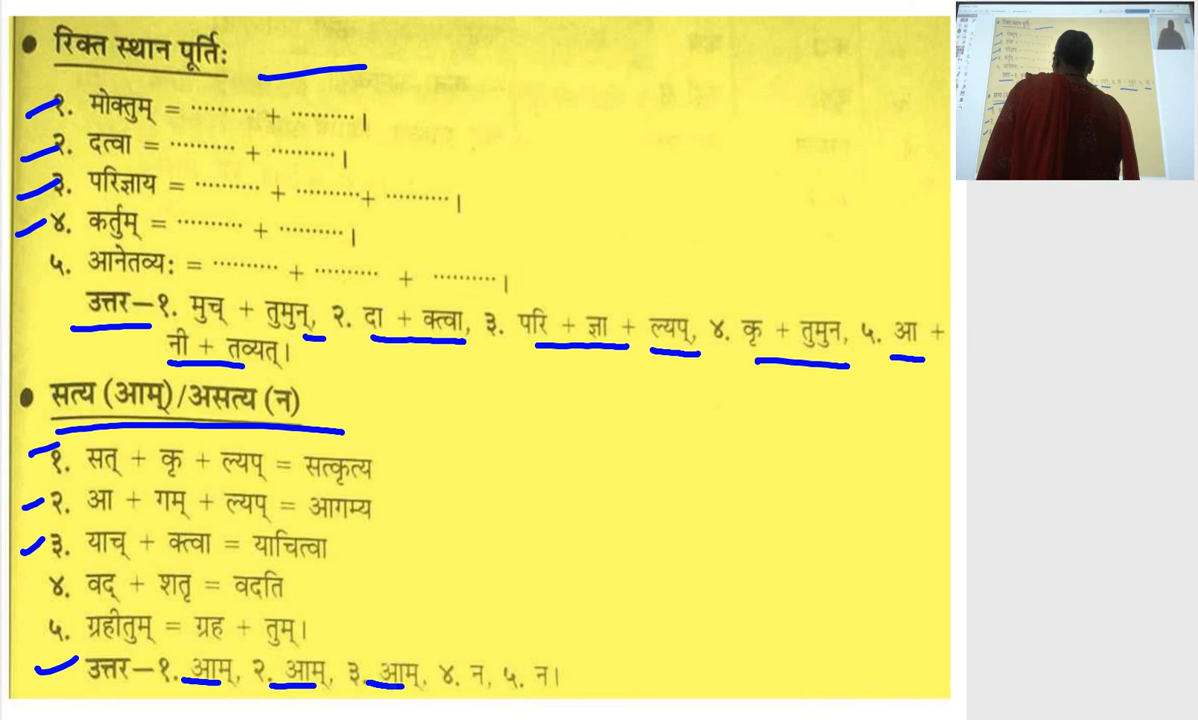 • रिक्त स्थान पूर्ति:
१. मोक्तुम् = ………. + ……….।
२. दत्वा = ………. + ……….।
३. परिज्ञाय = ………. + ……….+ ……….।
४. कर्तुम् = ………. + ……….।
५. आनेतव्य: = ………. + ………. + ……….।
उत्तर—१. मुच् + तुमुन्, २. दा + क्त्वा, ३. परि + ज्ञा + ल्यप्, ४. कृ + तुमुन, ५. आ +
नी + तव्यत्।
• सत्य (आम्)/असत्य (न)
१. सत् + कृ + ल्यप् = सत्कृत्य
२. आ + गम् + ल्यप् = आगम्य
३. याच् + क्त्वा = याचित्वा
४. वद् + शतृ = वदति
५. ग्रहीतुम् = ग्रह + तुम्।
उत्तर—१. आम्, २. आम्, ३. आम्, ४. न, ५. न।